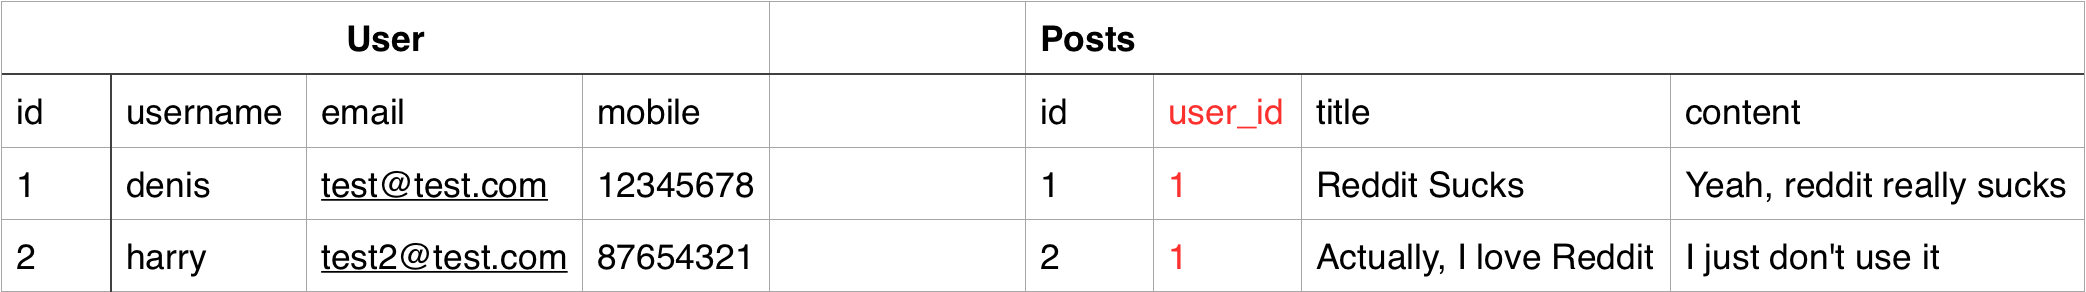 User Posts
id username email mobile id user_id title content
1 denis test@test.com 12345678 1 1 Reddit Sucks Yeah, reddit really sucks
2 harry test2@test.com 87654321 2 1 Actually, I love Reddit I just don't use it